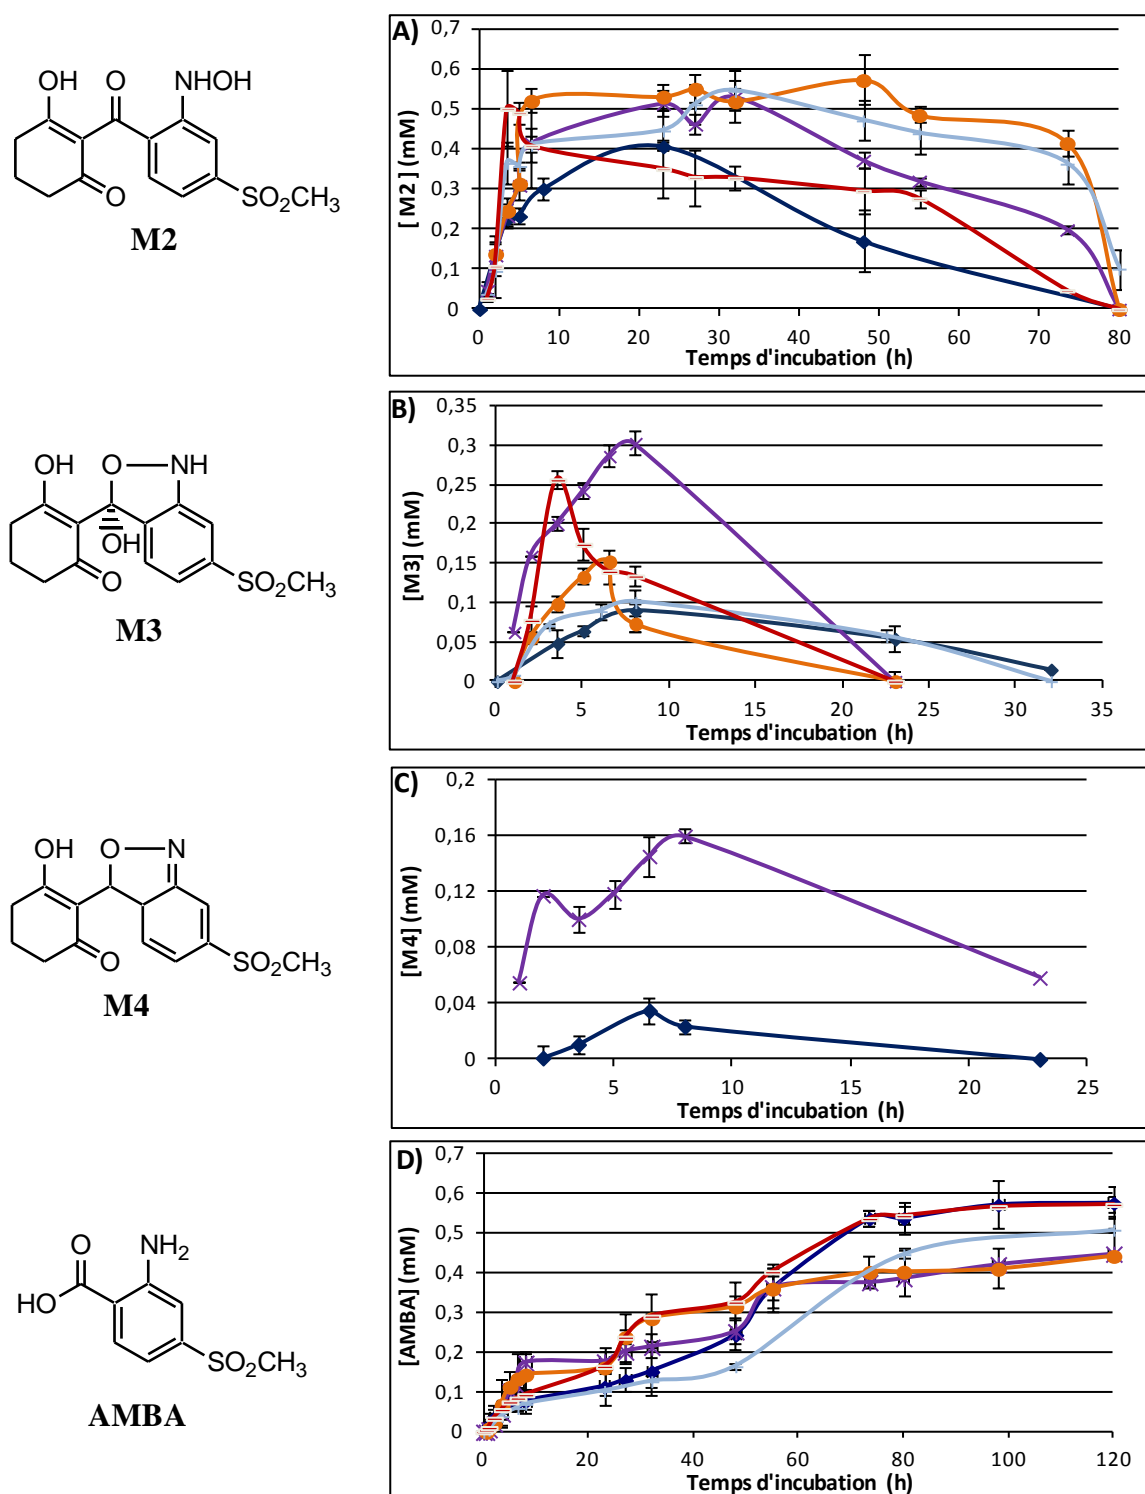 A)
0,7
0,6
0,5
0,4
0,3
0,2
0,1
0
[ M2 ] (mM)
0 10 20 30 40 50 60 70 80
Temps d'incubation (h)
OH O NHOH
O SO2CH3
M2
B)
0,35
0,3
0,25
0,2
0,15
0,1
0,05
0
[M3] (mM)
0 5 10 15 20 25 30 35
Temps d'incubation (h)
OH O NH
OH
O SO2CH3
M3
C)
0,2
0,16
0,12
0,08
0,04
0
[M4] (mM)
0 5 10 15 20 25
Temps d'incubation (h)
OH O N
O SO2CH3
M4
D)
0,7
0,6
0,5
0,4
0,3
0,2
0,1
0
[AMBA] (mM)
0 20 40 60 80 100 120
Temps d'incubation (h)
O NH2
HO
SO2CH3
AMBA